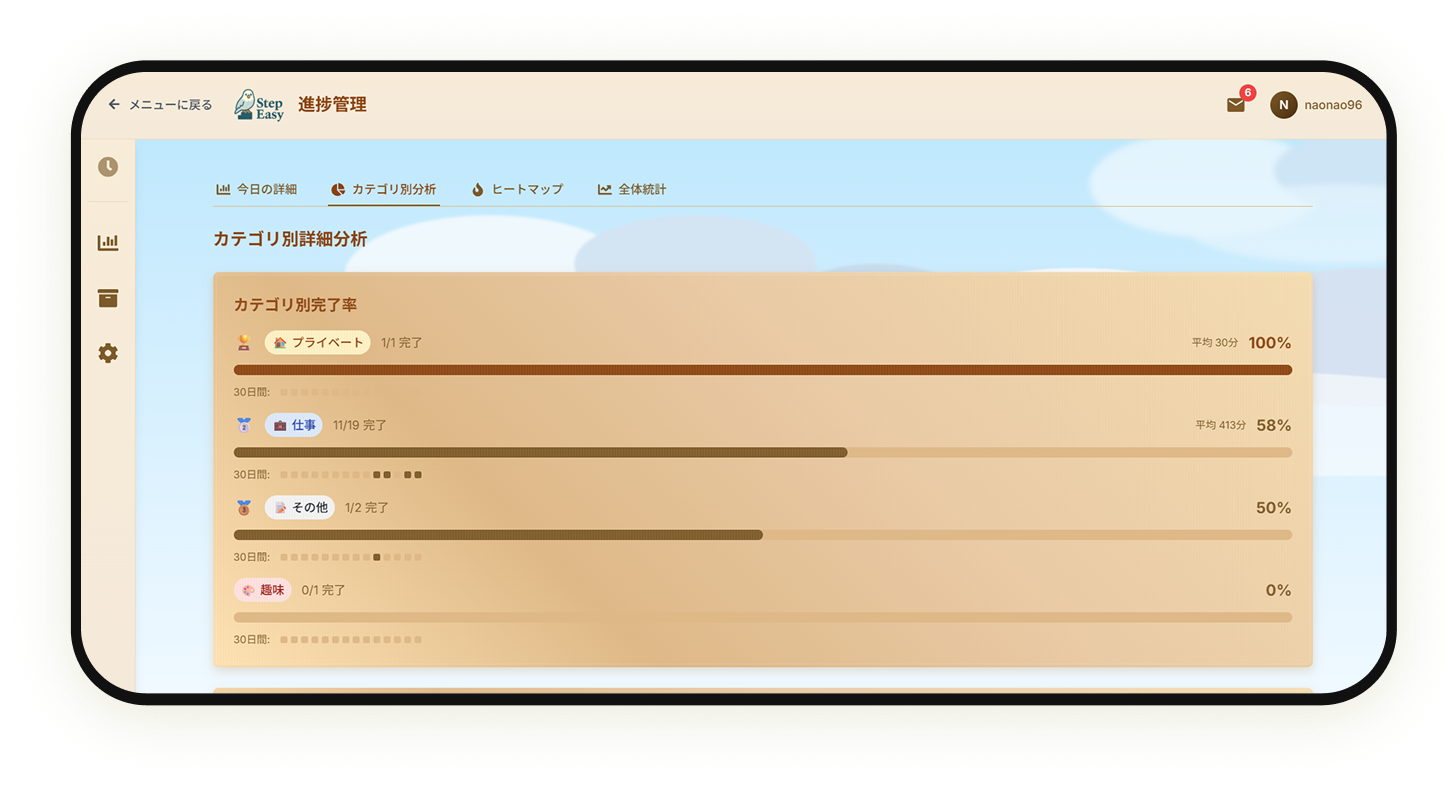 メニューに戻る
Step
Easy
進捗管理
6
N
naonao96
今日の詳細
カテゴリ別分析
ヒートマップ
全体統計
カテゴリ別詳細分析
カテゴリ別完了率
プライベート 1/1 完了 平均 30分 100%
30日間:
2 仕事 11/19 完了 平均 413分 58%
30日間:
3 その他 1/2 完了 50%
30日間:
趣味 0/1 完了 0%
30日間: